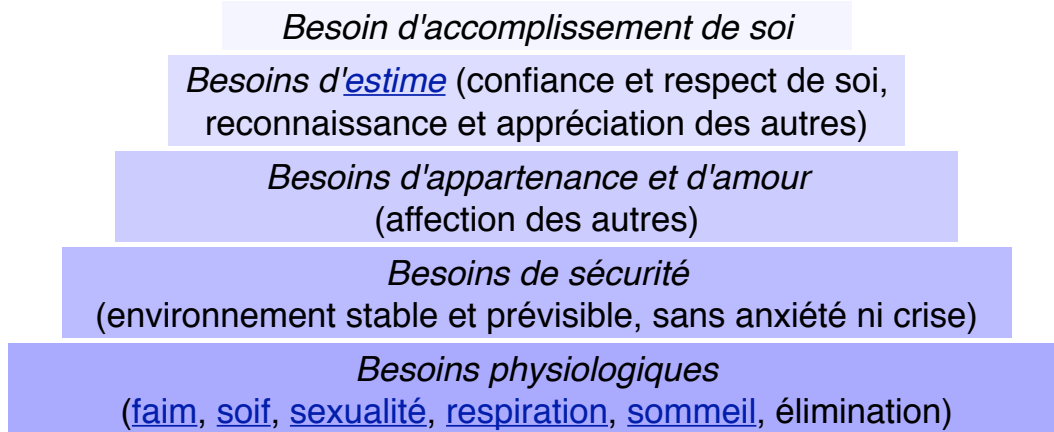 Besoin d'accomplissement de soi
Besoins d'estime (confiance et respect de soi,
reconnaissance et appréciation des autres)
Besoins d'appartenance et d'amour
(affection des autres)
Besoins de sécurité
(environnement stable et prévisible, sans anxiété ni crise)
Besoins physiologiques
(faim, soif, sexualité, respiration, sommeil, élimination)